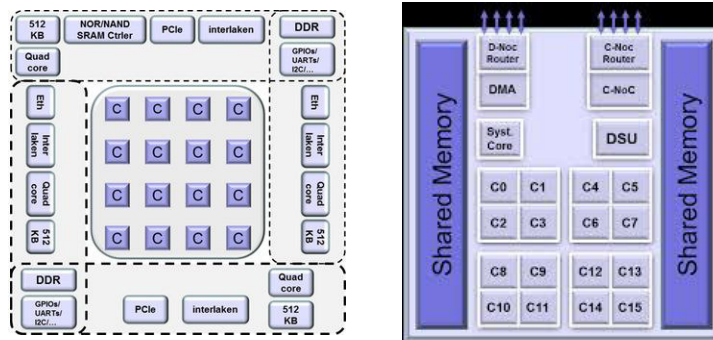 512
KB
NOR/NAND
SRAM Ctrler
PCIe
interlaken
DDR
GPIOs/
UARTs/
I2C/...
Quad
core
Eth
Inter
laken
Quad
core
512
KB
C C C C
C C C C
C C C C
C C C C
Eth
Inter
laken
Quad
core
512
KB
DDR
GPIOs/
UARTs/
I2C/...
PCIe
interlaken
Quad
core
512
KB
Shared Memory
D-Noc
Router
C-Noc
Router
DMA
C-NoC
Syst.
Core
DSU
C0 C1 C4 C5
C2 C3 C6 C7
C8 C9 C12 C13
C10 C11 C14 C15
Shared Memory